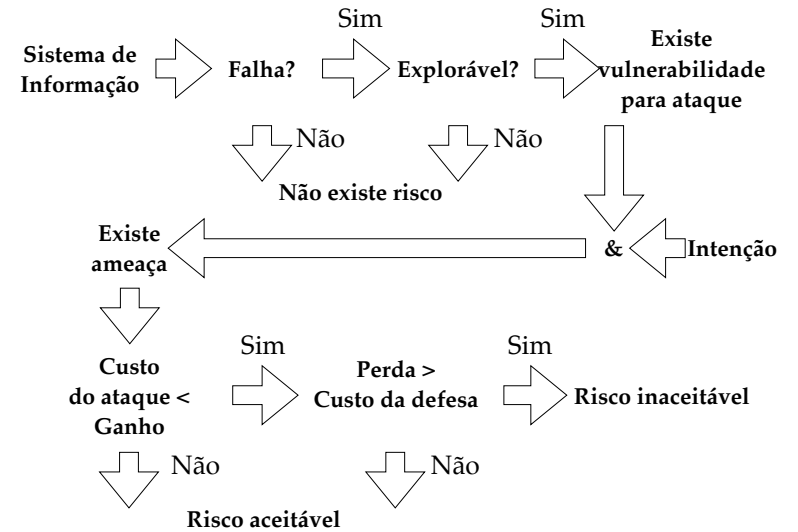 Sim
Sim
Sistema de
Informação
Falha?
Explorável?
Existe
vulnerabilidade
para ataque
Não
Não
Não existe risco
Existe
ameaça
&
Intenção
Custo
do ataque <
Ganho
Sim
Perda >
Custo da defesa
Sim
Risco inaceitável
Não
Não
Risco aceitável